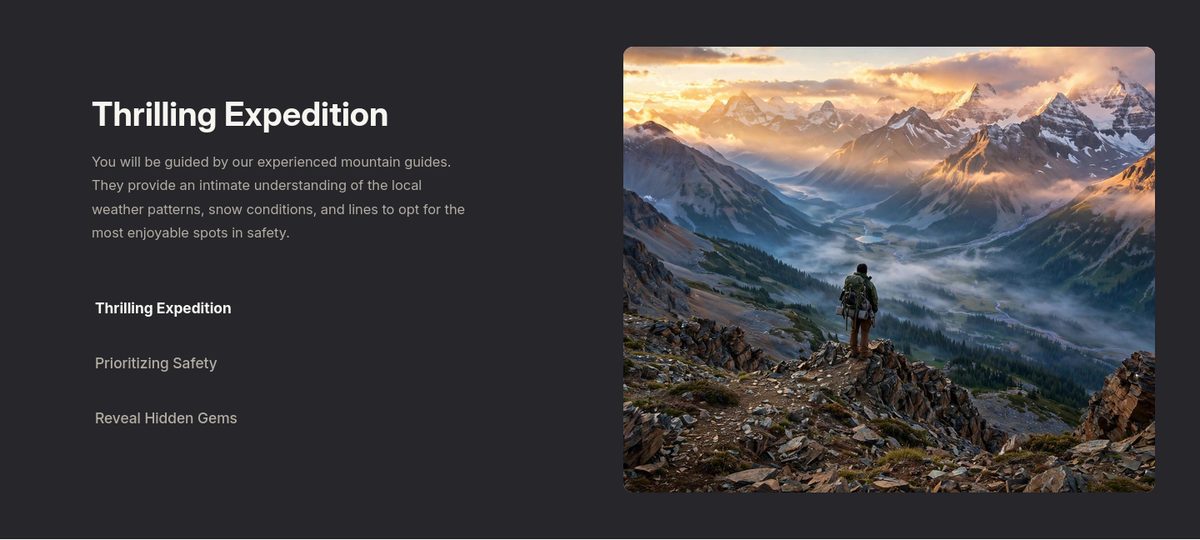 Thrilling Expedition
You will be guided by our experienced mountain guides.
They provide an intimate understanding of the local
weather patterns, snow conditions, and lines to opt for the
most enjoyable spots in safety.
Thrilling Expedition
Prioritizing Safety
Reveal Hidden Gems